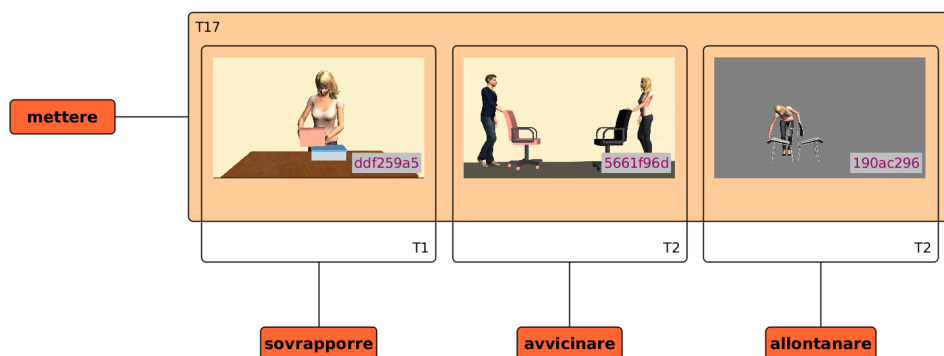 T17
mettere
ddf259a5
5661f96d
190ac296
T1
T2
T2
sovrapporre
avvicinare
allontanare